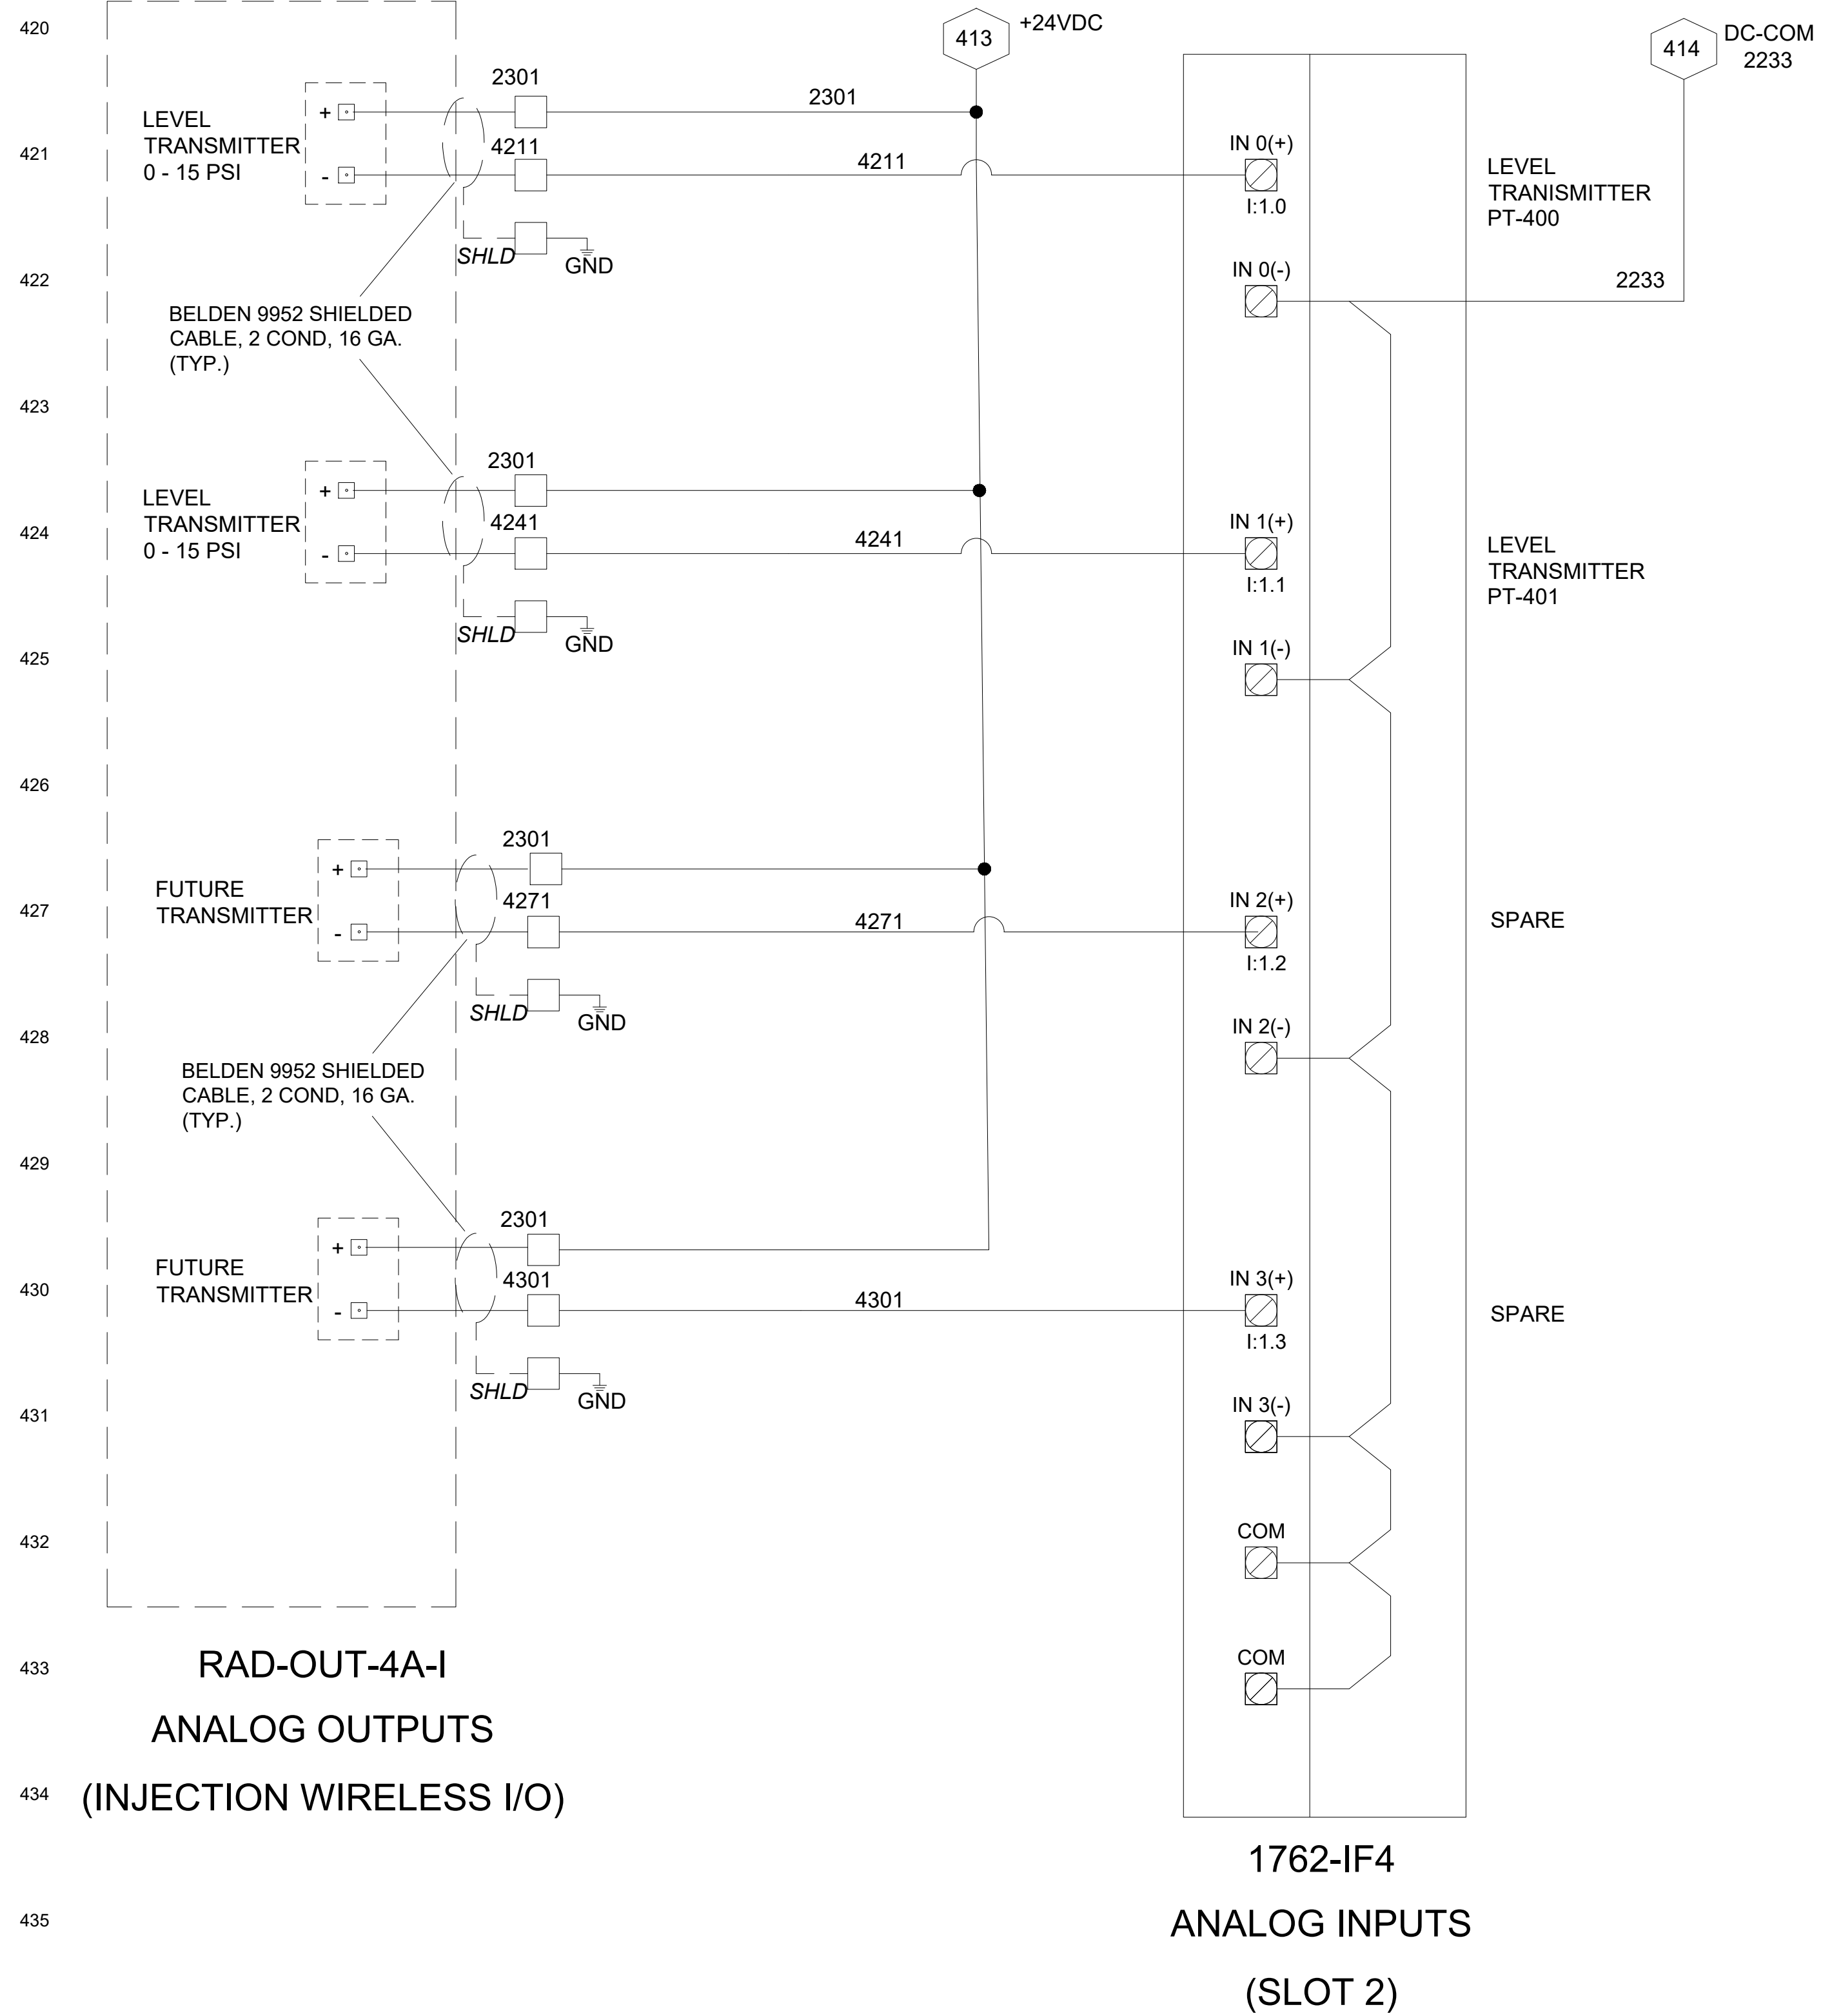 420
413
+24VDC
414
DC-COM
2233
2301
2301
LEVEL
TRANSMITTER
0 - 15 PSI
+
-
421
4211
4211
IN 0(+)
I:1.0
LEVEL
TRANISMITTER
PT-400
SHLD
GND
422
IN 0(-)
2233
BELDEN 9952 SHIELDED
CABLE, 2 COND, 16 GA.
(TYP.)
423
2301
LEVEL
TRANSMITTER
0 - 15 PSI
+
-
424
4241
4241
IN 1(+)
I:1.1
LEVEL
TRANSMITTER
PT-401
SHLD
GND
425
IN 1(-)
426
2301
FUTURE
TRANSMITTER
+
-
427
4271
4271
IN 2(+)
I:1.2
SPARE
SHLD
GND
428
IN 2(-)
BELDEN 9952 SHIELDED
CABLE, 2 COND, 16 GA.
(TYP.)
429
2301
FUTURE
TRANSMITTER
+
-
430
4301
4301
IN 3(+)
I:1.3
SPARE
SHLD
GND
431
IN 3(-)
432
COM
433
COM
RAD-OUT-4A-I
ANALOG OUTPUTS
434
(INJECTION WIRELESS I/O)
1762-IF4
435
ANALOG INPUTS
(SLOT 2)